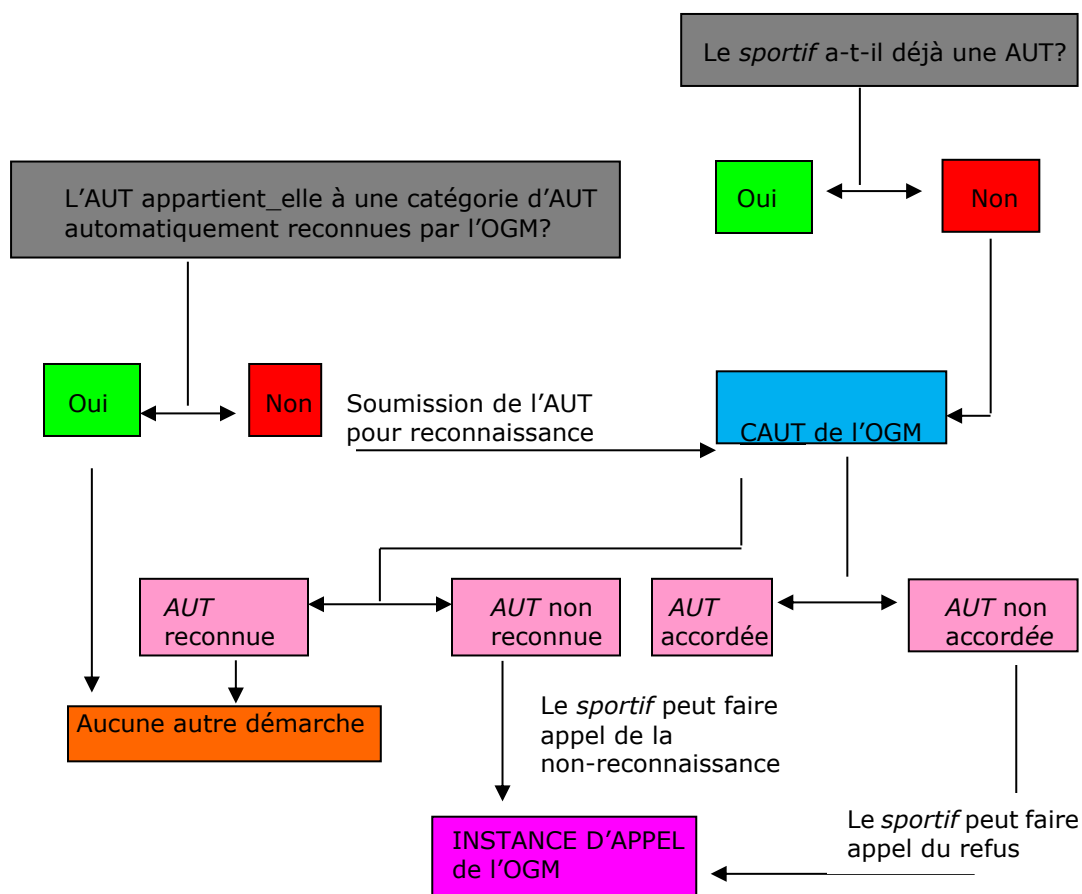 Le sportif a-t-il déjà une AUT?
Oui
Non
L'AUT appartient_elle à une catégorie d'AUT
automatiquement reconnues par l'OGM?
Oui
Non
Soumission de l'AUT
pour reconnaissance
CAUT de l'OGM
AUT
reconnue
AUT non
reconnue
AUT
accordée
AUT non
accordée
Aucune autre démarche
Le sportif peut faire
appel de la
non-reconnaissance
Le sportif peut faire
appel du refus
INSTANCE D'APPEL
de l'OGM